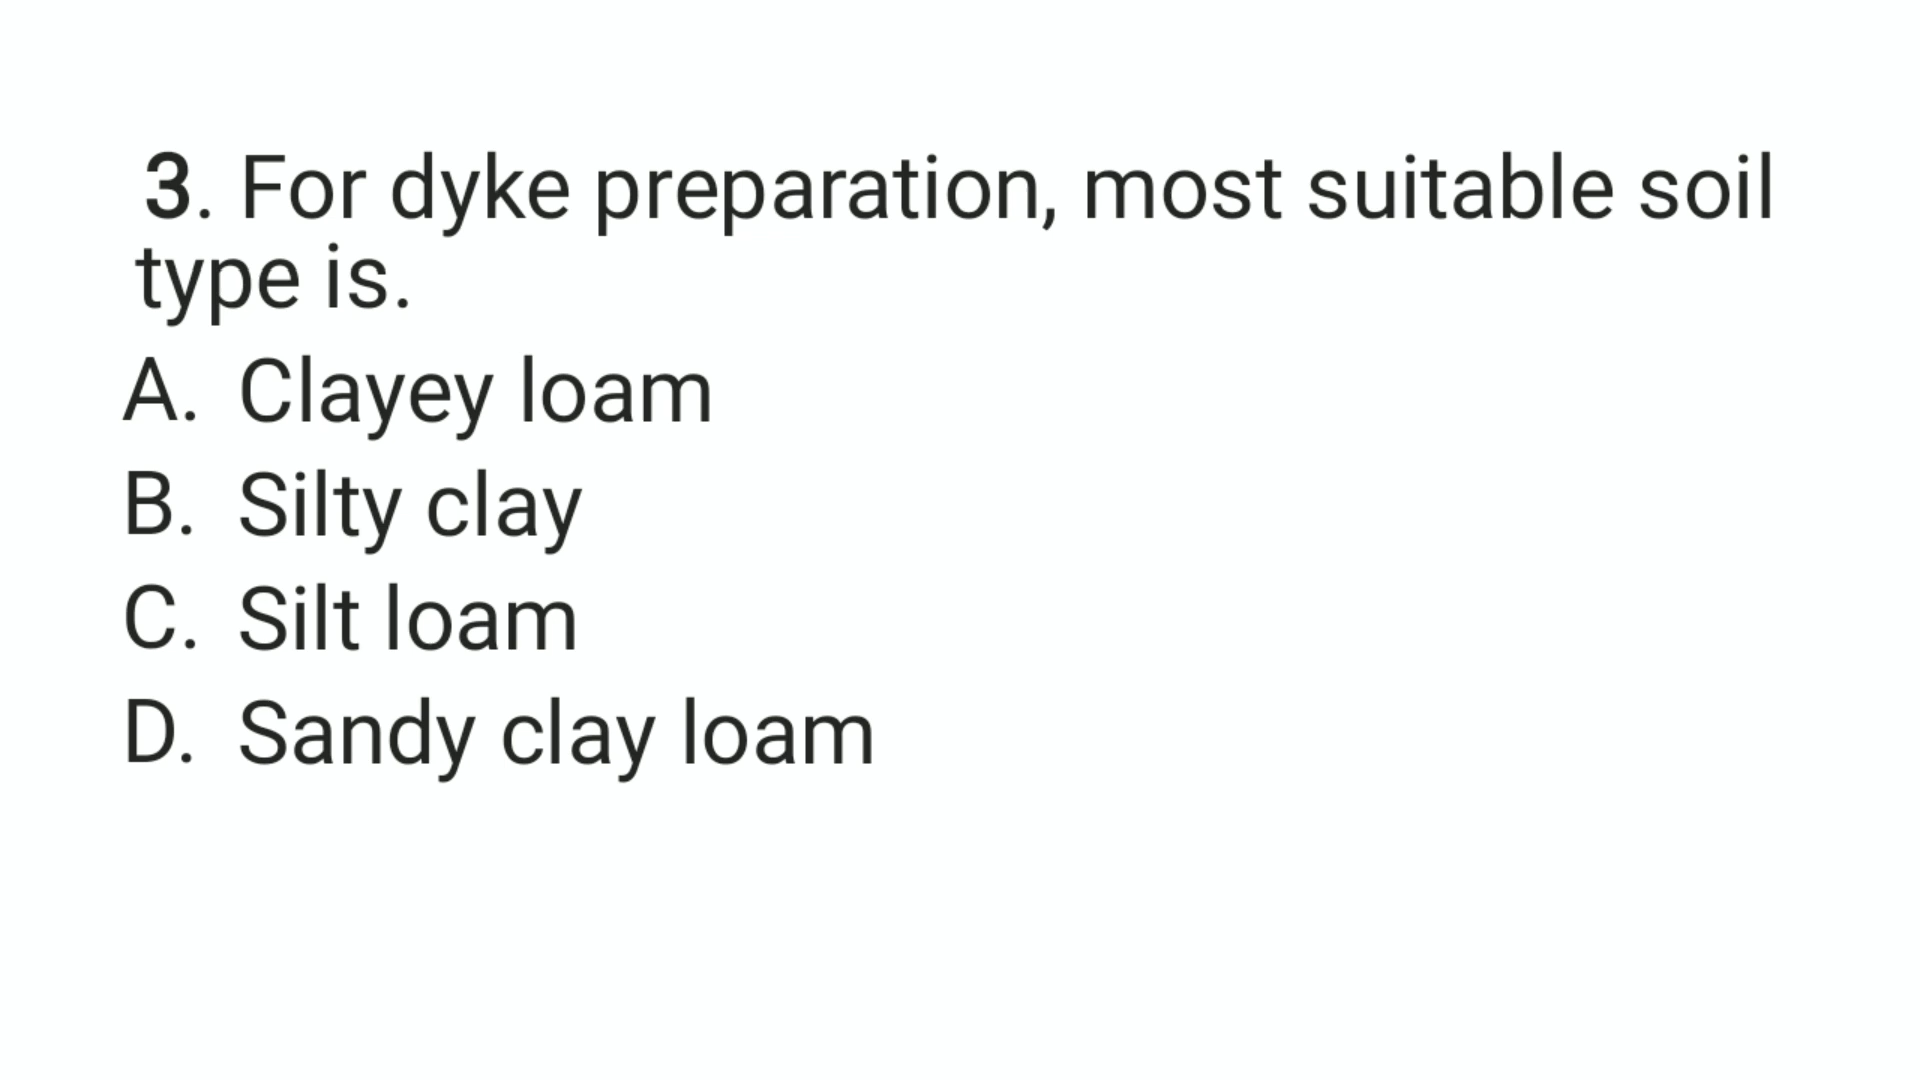 3. For dyke preparation, most suitable soil
type is.
A. Clayey loam
B. Silty clay
C. Silt loam
D. Sandy clay loam